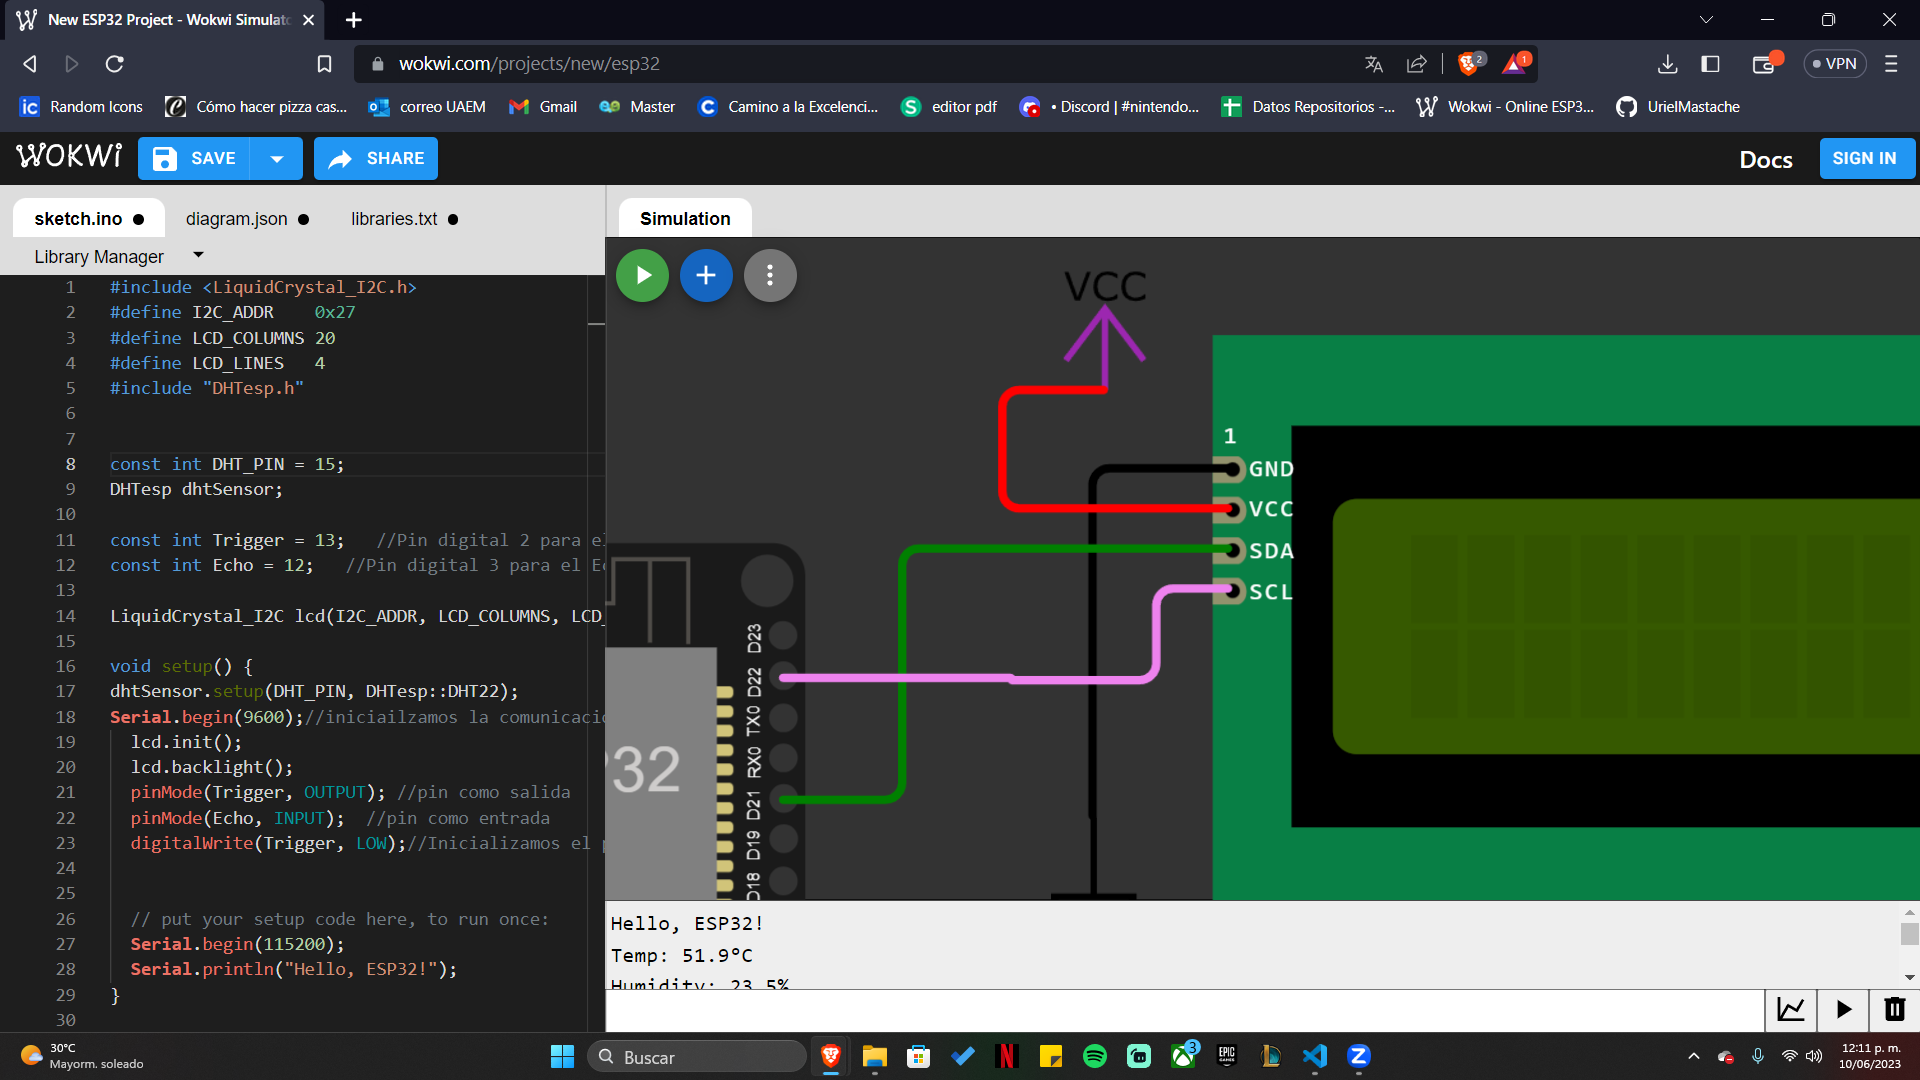 New ESP32 Project - Wokwi Simulato
wokwi.com/projects/new/esp32
2
1
VPN
Random Icons
Cómo hacer pizza cas...
correo UAEM
Gmail
Master
Camino a la Excelenci...
editor pdf
• Discord | #nintendo...
Datos Repositorios -...
Wokwi - Online ESP3...
UrielMastache
WOKWI
SAVE
SHARE
Docs
SIGN IN
sketch.ino
diagram.json
libraries.txt
Library Manager
Simulation
1 #include <LiquidCrystal_I2C.h>
2 #define I2C_ADDR    0x27
3 #define LCD_COLUMNS 20
4 #define LCD_LINES   4
5 #include "DHTesp.h"
6
7
8 const int DHT_PIN = 15;
9 DHTesp dhtSensor;
10
11 const int Trigger = 13;   //Pin digital 2 para el
12 const int Echo = 12;   //Pin digital 3 para el Ec
13
14 LiquidCrystal_I2C lcd(I2C_ADDR, LCD_COLUMNS, LCD_
15
16 void setup() {
17 dhtSensor.setup(DHT_PIN, DHTesp::DHT22);
18 Serial.begin(9600);//iniciailzamos la comunicació
19   lcd.init();
20   lcd.backlight();
21   pinMode(Trigger, OUTPUT); //pin como salida
22   pinMode(Echo, INPUT);  //pin como entrada
23   digitalWrite(Trigger, LOW);//Inicializamos el p
24
25
26   // put your setup code here, to run once:
27   Serial.begin(115200);
28   Serial.println("Hello, ESP32!");
29 }
30
VCC
1
GND
VCC
SDA
SCL
D23
D22
TX0
RX0
D21
D19
D18
32
Hello, ESP32!
Temp: 51.9°C
Humidity: 23.5%
30°C
Mayorm. soleado
Buscar
N
EPIC
GAMES
3
Z
12:11 p. m.
10/06/2023